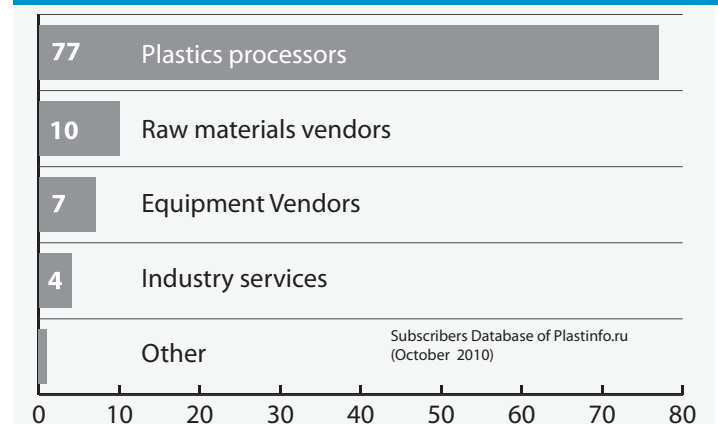 77 Plastics processors
10 Raw materials vendors
7 Equipment Vendors
4 Industry services
Other
Subscribers Database of Plastinfo.ru
(October 2010)
0 10 20 30 40 50 60 70 80